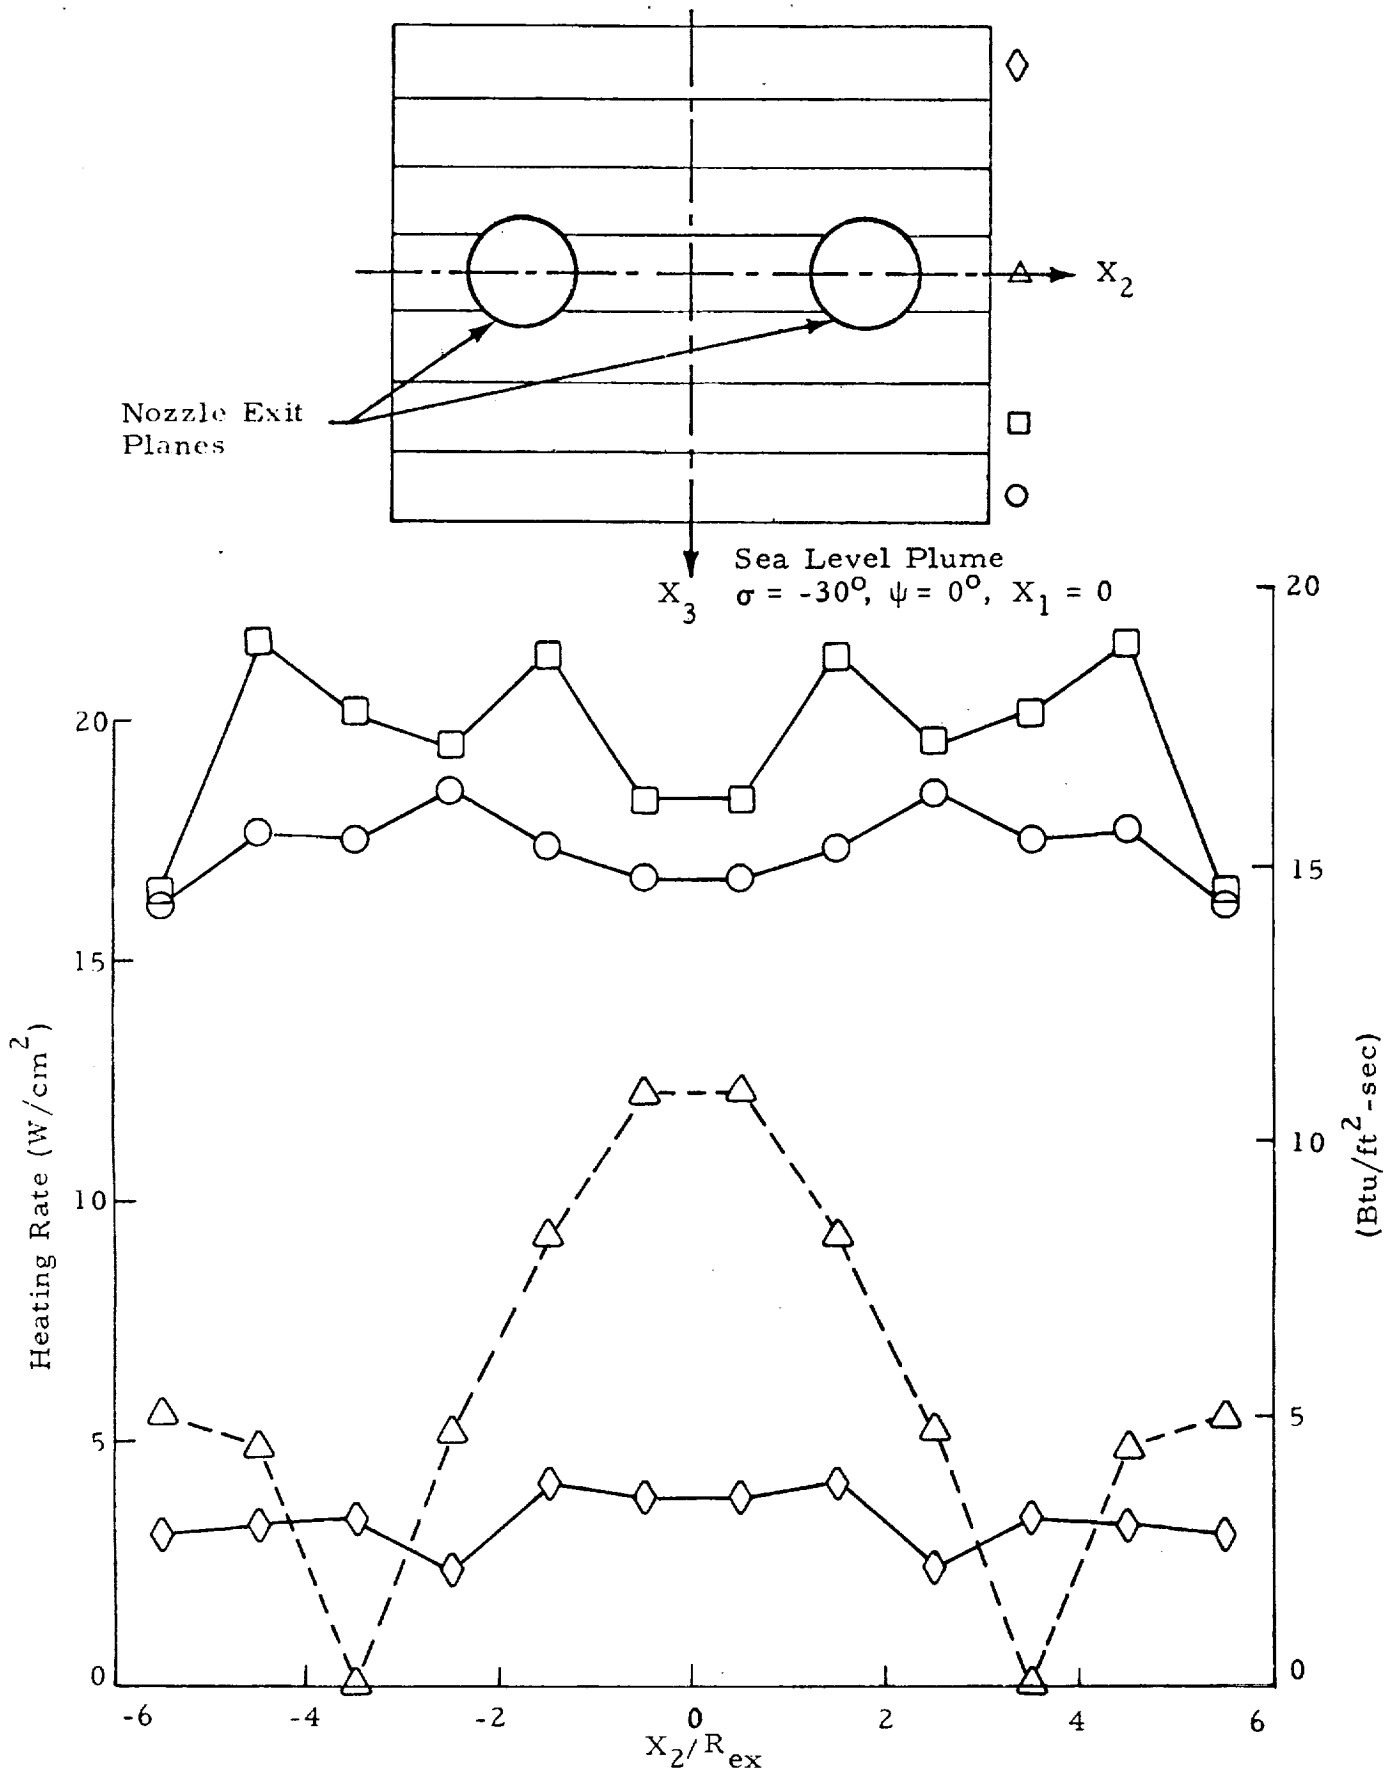 X2
Nozzle Exit
Planes
Sea Level Plume
X3 σ = -30°, ψ = 0°, X1 = 0
20
20
15
15
10
10
5
5
0
0
Heating Rate (W/cm²)
(Btu/ft²-sec)
-6 -4 -2 0 2 4 6
X2/Rex